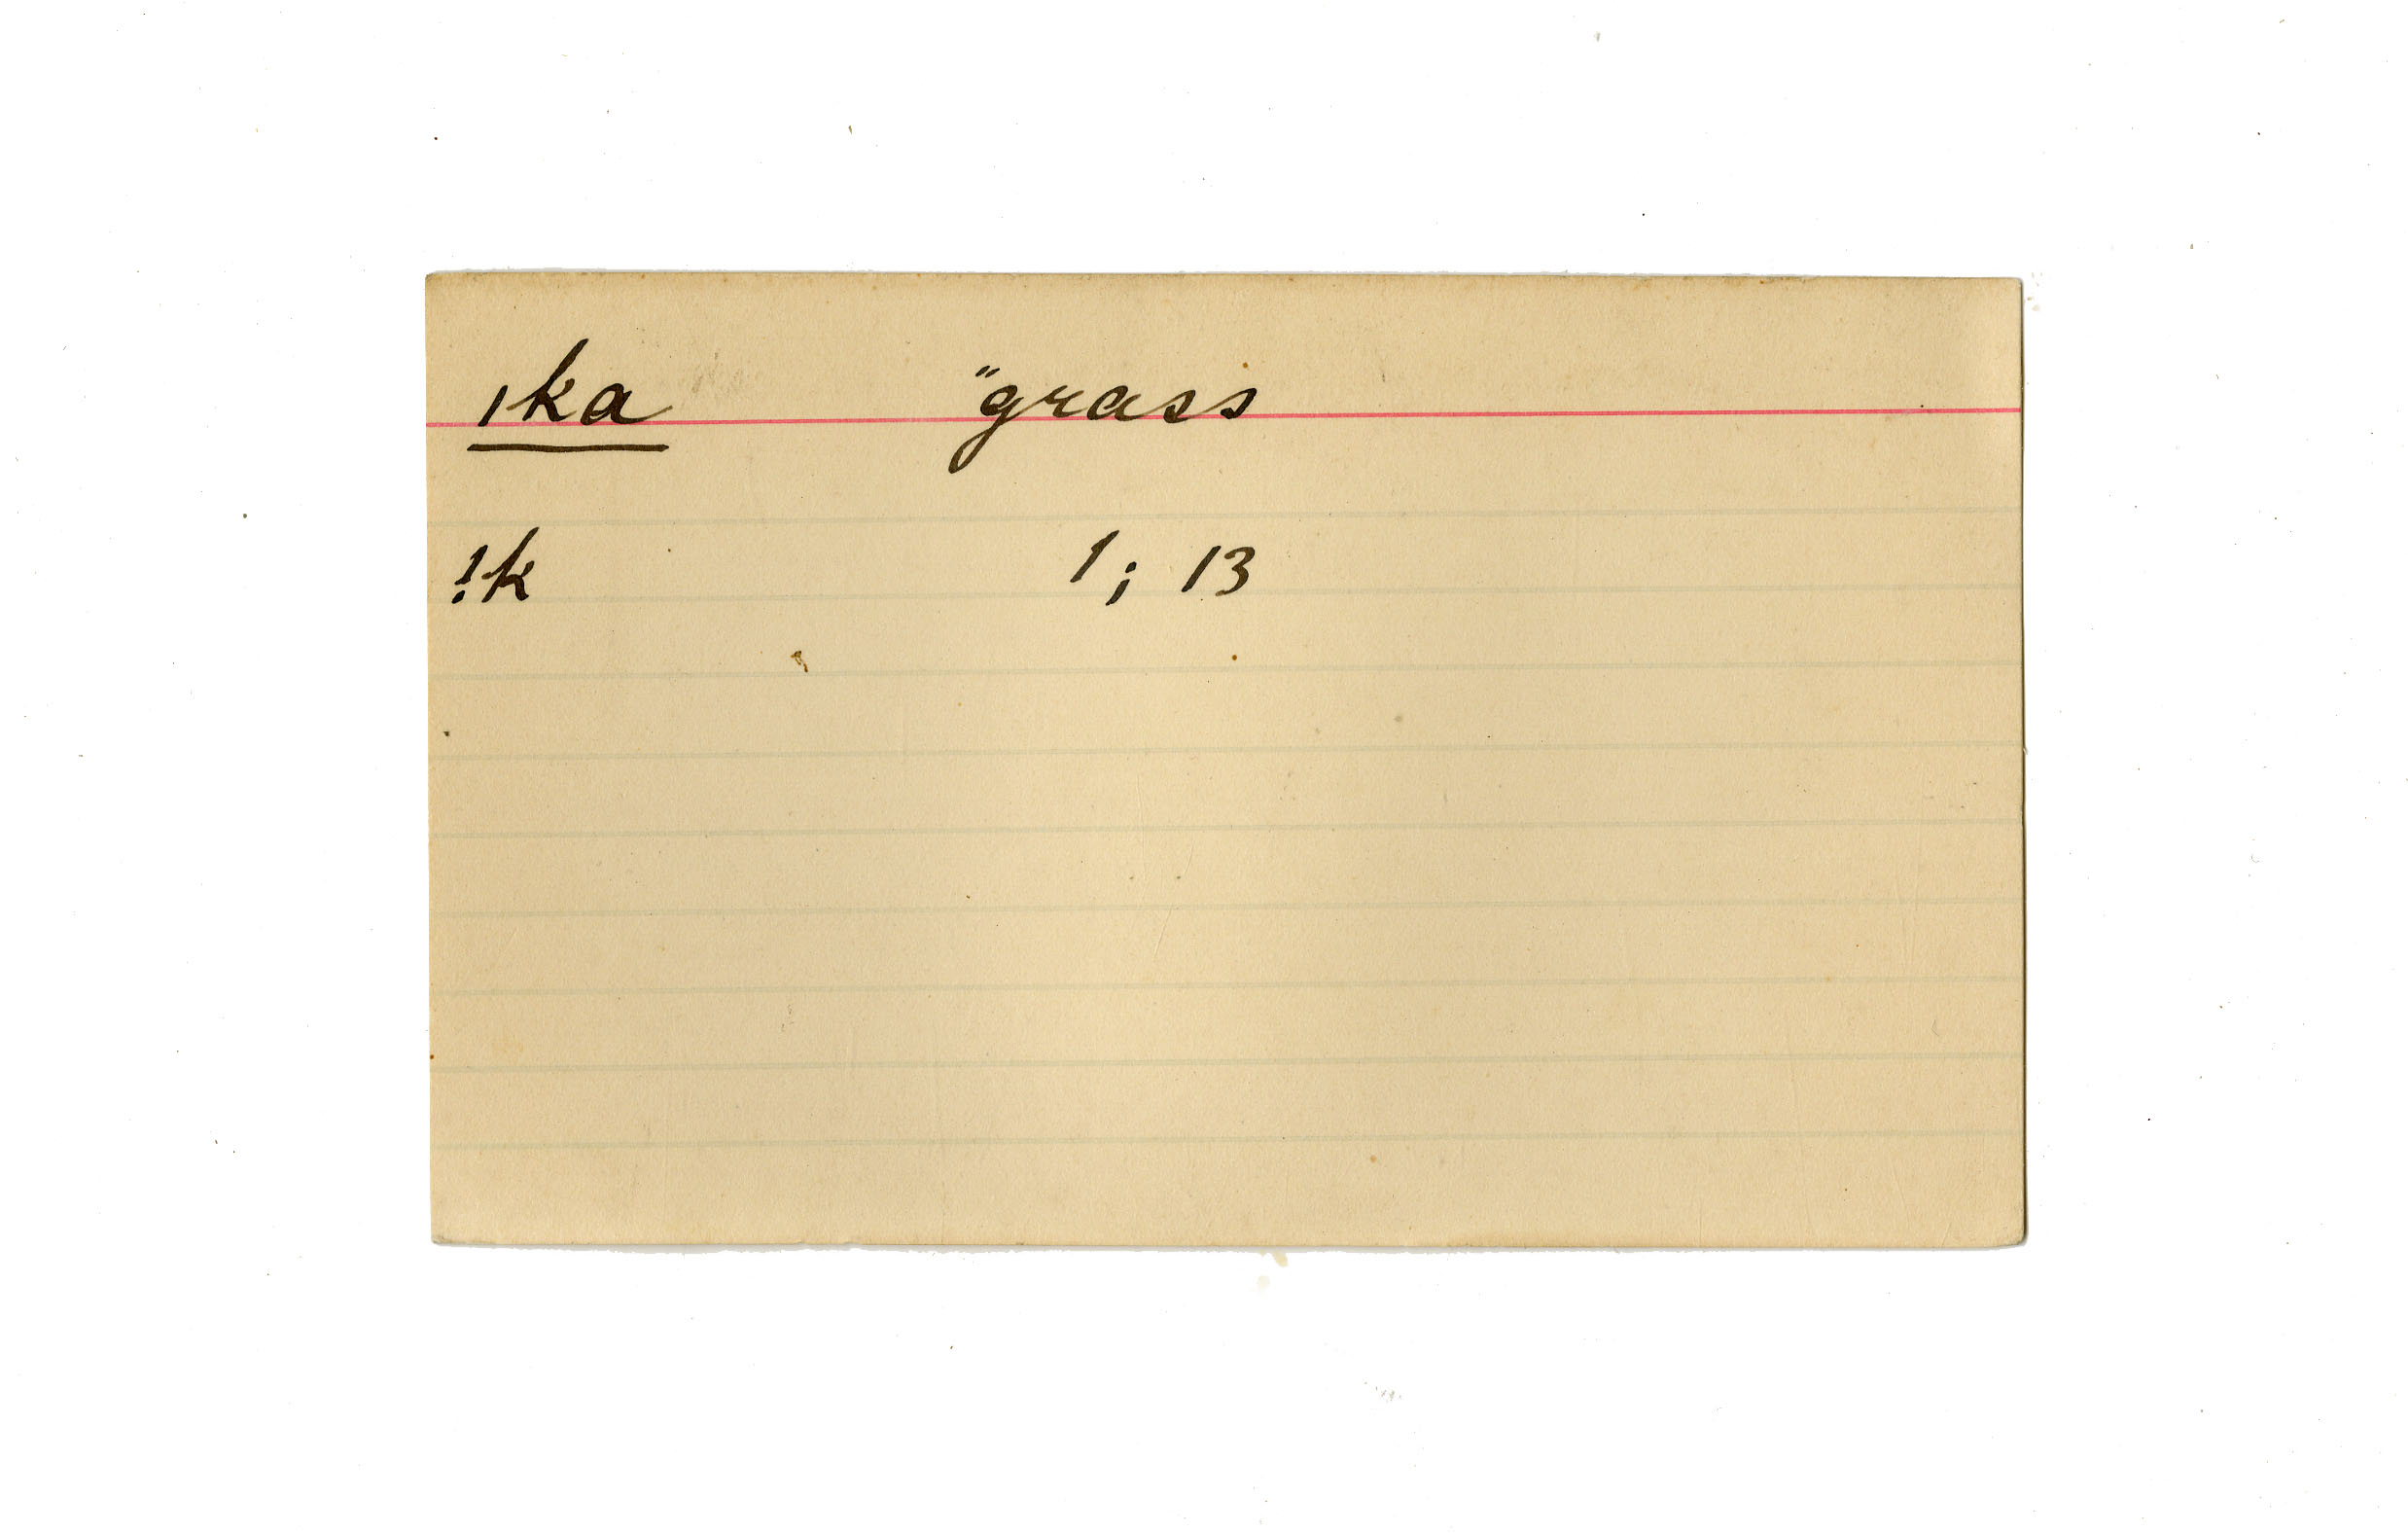 ıka "grass
!k 1; 13